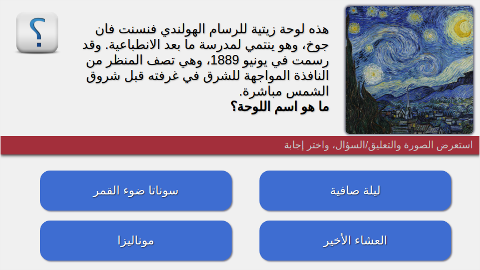 هذه لوحة زيتية للرسام الهولندي فنسنت فان
جوخ، وهو ينتمي لمدرسة ما بعد الانطباعية. وقد
رسمت في يونيو 1889، وهي تصف المنظر من
النافذة المواجهة للشرق في غرفته قبل شروق
الشمس مباشرة.
ما هو اسم اللوحة؟
استعرض الصورة والتعليق/السؤال، واختر إجابة
ليلة صافية
سوناتا ضوء القمر
العشاء الأخير
موناليزا